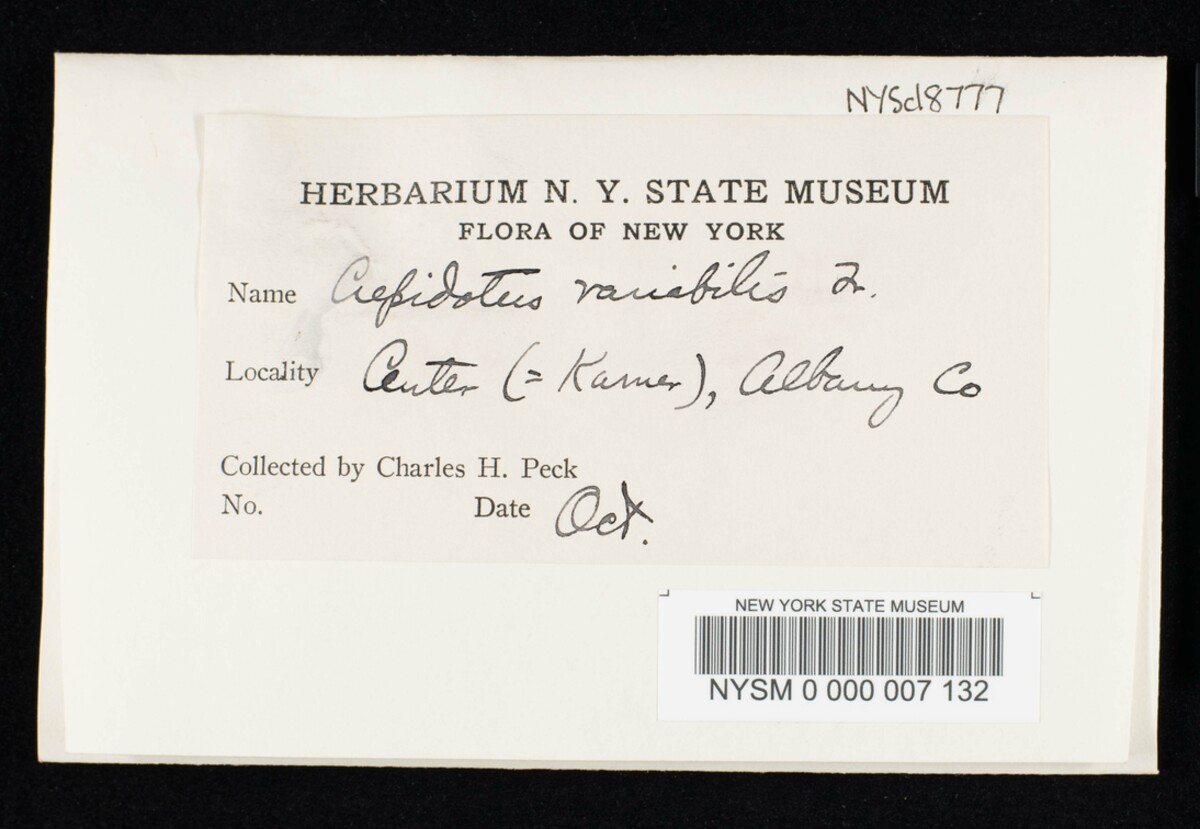 NYSd8777
HERBARIUM N. Y. STATE MUSEUM
FLORA OF NEW YORK
Name Crepidotus variabilis Fr.
Locality Center (= Karner), Albany Co
Collected by Charles H. Peck
No. Date Oct.
NEW YORK STATE MUSEUM
NYSM 0 000 007 132